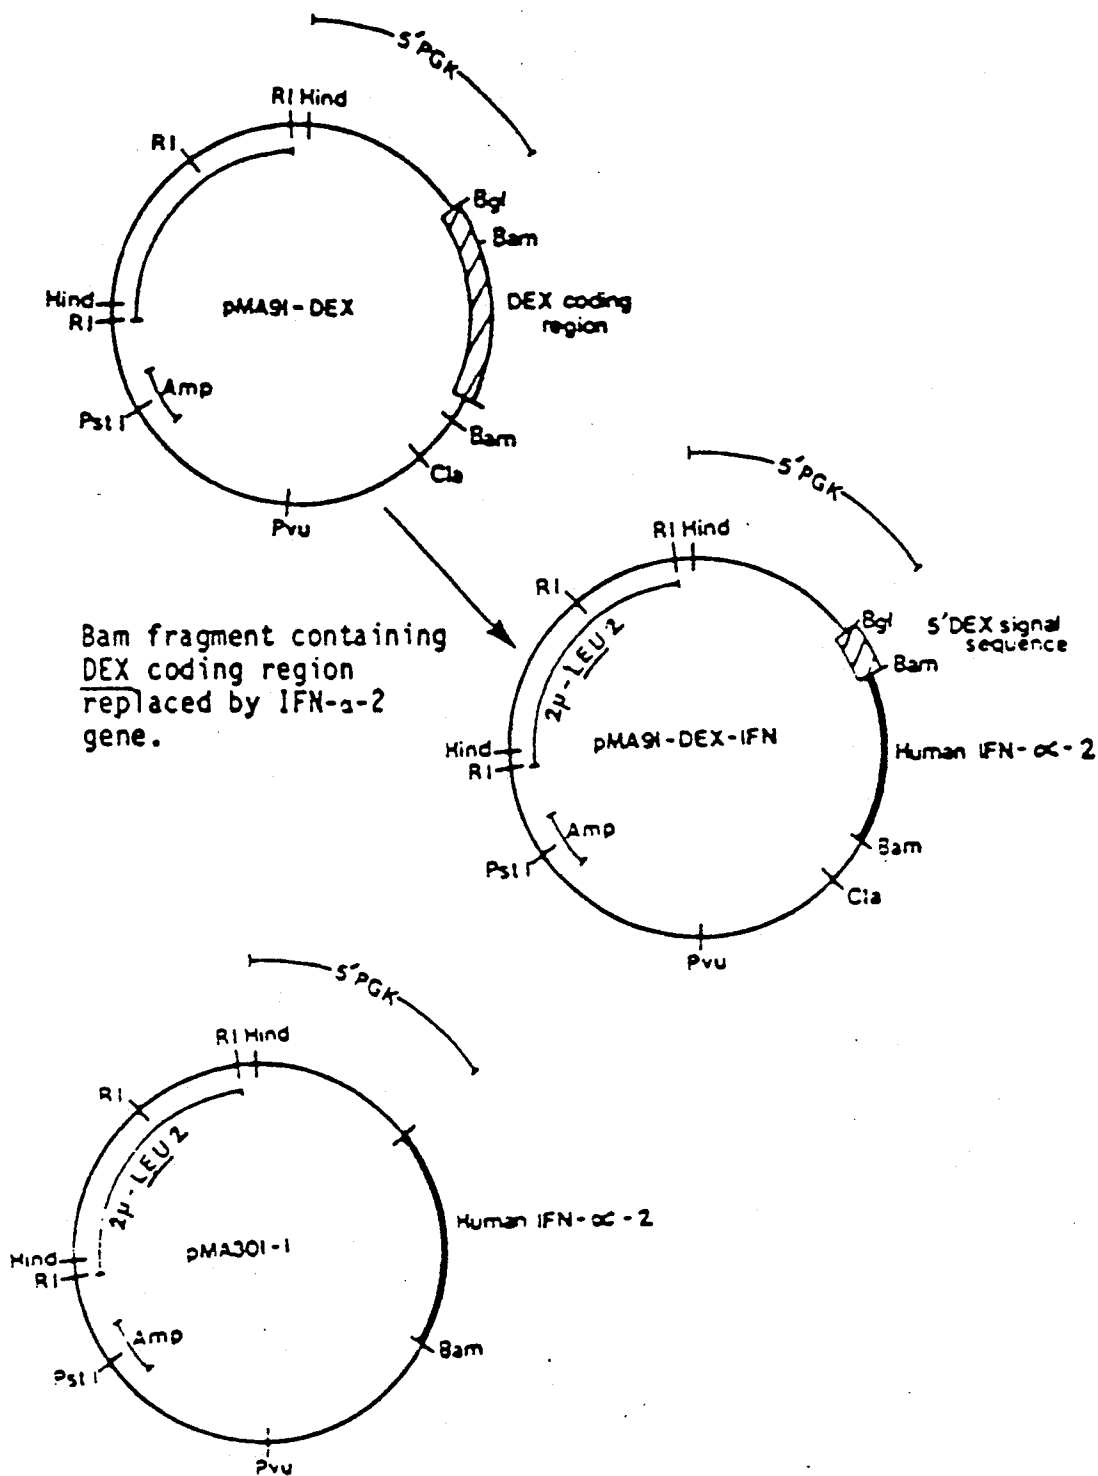 5'PGK
RI Hind
RI
Bgl
Bam
Hind
RI
pMA91-DEX
DEX coding
region
Amp
Pst I
Bam
Cla
Pvu
5'PGK
RI Hind
RI
Bam fragment containing
DEX coding region
replaced by IFN-α-2
gene.
Bgl
5'DEX signal
sequence
Bam
2µ-LEU2
Hind
RI
pMA91-DEX-IFN
Human IFN-α-2
Amp
Pst I
Bam
Cla
Pvu
5'PGK
RI Hind
RI
2µ-LEU2
Human IFN-α-2
Hind
RI
pMA301-1
Amp
Pst I
Bam
Pvu